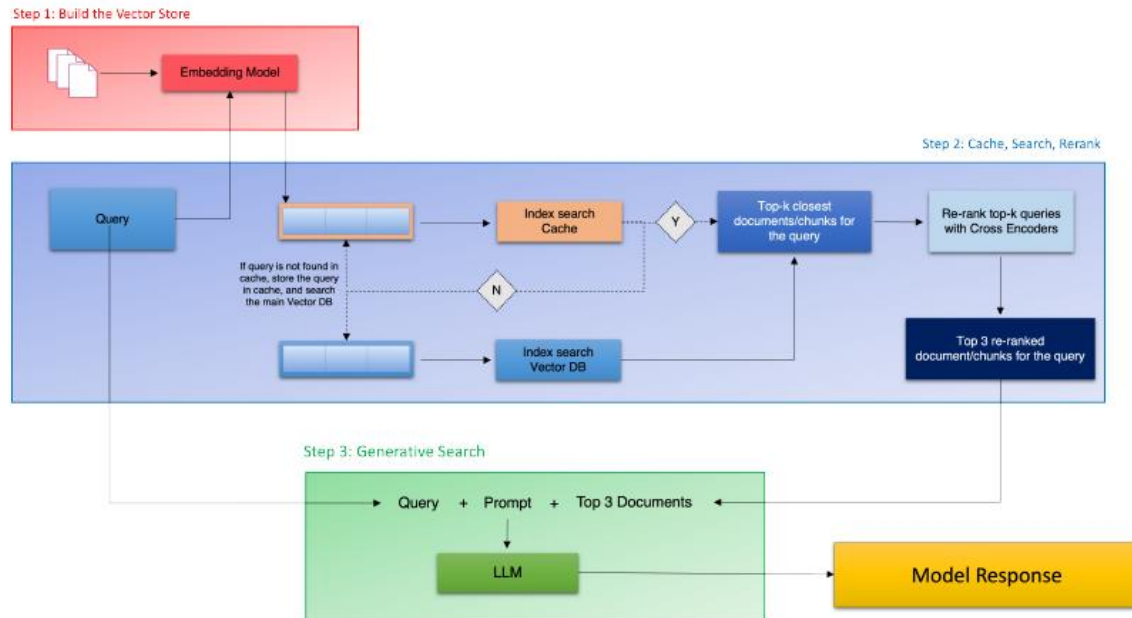 Step 1: Build the Vector Store
Embedding Model
Step 2: Cache, Search, Rerank
Query
Index search
Cache
Y
Top-k closest
documents/chunks for
the query
Re-rank top-k queries
with Cross Encoders
If query is not found in
cache, store the query
in cache, and search
the main Vector DB
N
Index search
Vector DB
Top 3 re-ranked
document/chunks for the query
Step 3: Generative Search
Query + Prompt + Top 3 Documents
LLM
Model Response